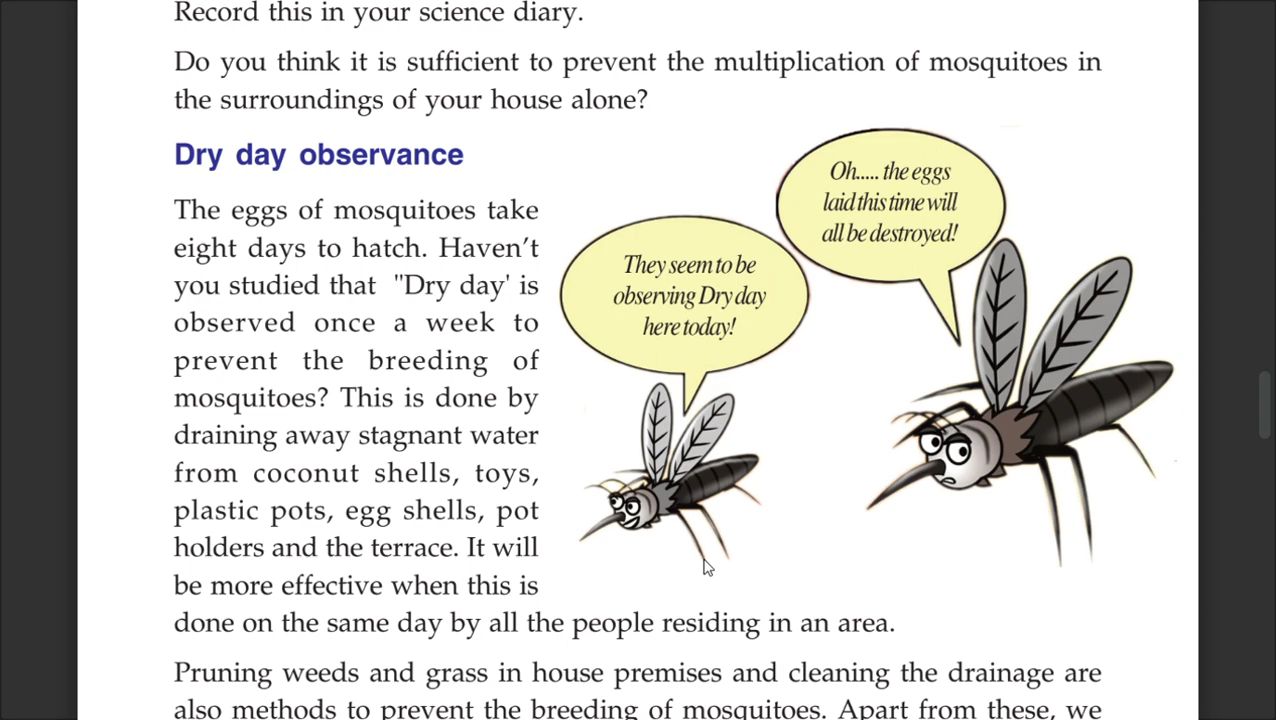 Record this in your science diary.
Do you think it is sufficient to prevent the multiplication of mosquitoes in
the surroundings of your house alone?
Dry day observance
The eggs of mosquitoes take
eight days to hatch. Haven't
you studied that "Dry day' is
observed once a week to
prevent the breeding of
mosquitoes? This is done by
draining away stagnant water
from coconut shells, toys,
plastic pots, egg shells, pot
holders and the terrace. It will
be more effective when this is
done on the same day by all the people residing in an area.
They seem to be
observing Dry day
here today!
Oh..... the eggs
laid this time will
all be destroyed!
Pruning weeds and grass in house premises and cleaning the drainage are
also methods to prevent the breeding of mosquitoes. Apart from these, we